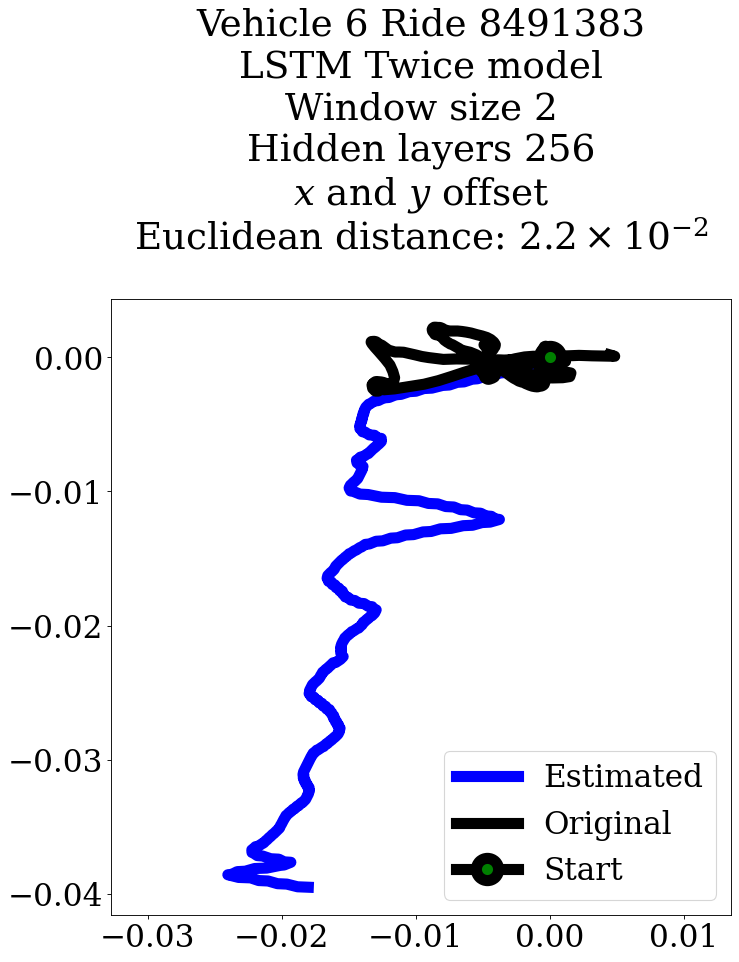 Vehicle 6 Ride 8491383
LSTM Twice model
Window size 2
Hidden layers 256
x and y offset
Euclidean distance: 2.2 × 10⁻²
0.00
−0.01
−0.02
−0.03
−0.04
Estimated
Original
Start
−0.03 −0.02 −0.01 0.00 0.01